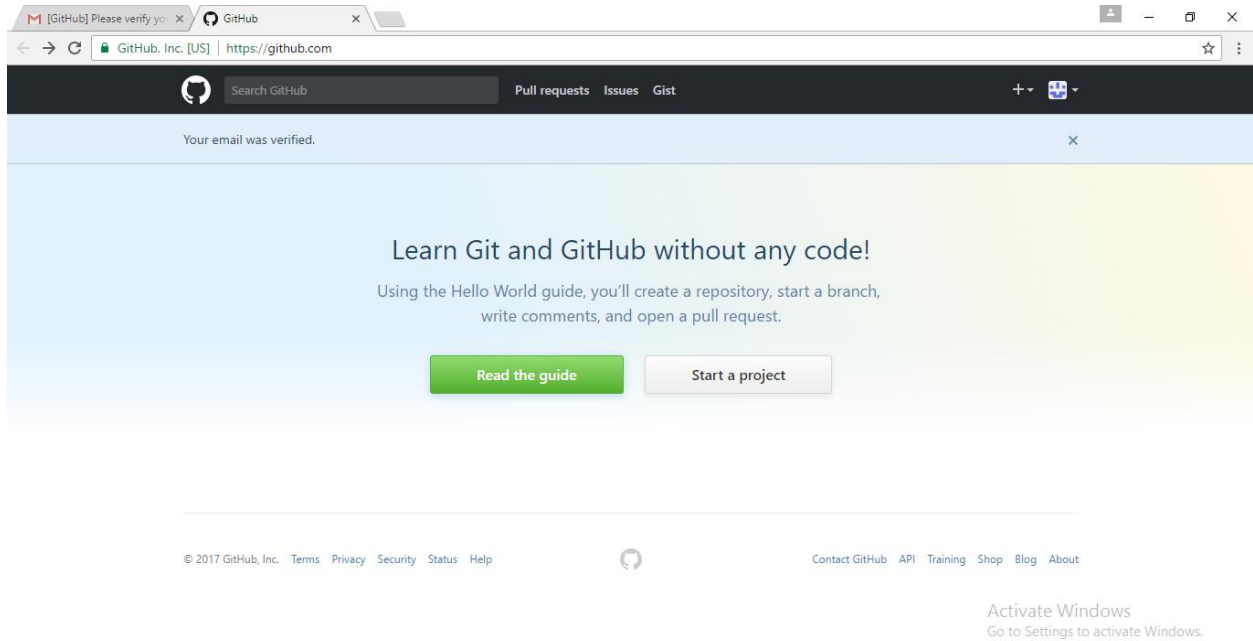 [GitHub] Please verify yo
GitHub
GitHub, Inc. [US] | https://github.com
Search GitHub
Pull requests Issues Gist
Your email was verified.
Learn Git and GitHub without any code!
Using the Hello World guide, you'll create a repository, start a branch,
write comments, and open a pull request.
Read the guide
Start a project
© 2017 GitHub, Inc. Terms Privacy Security Status Help
Contact GitHub API Training Shop Blog About
Activate Windows
Go to Settings to activate Windows.